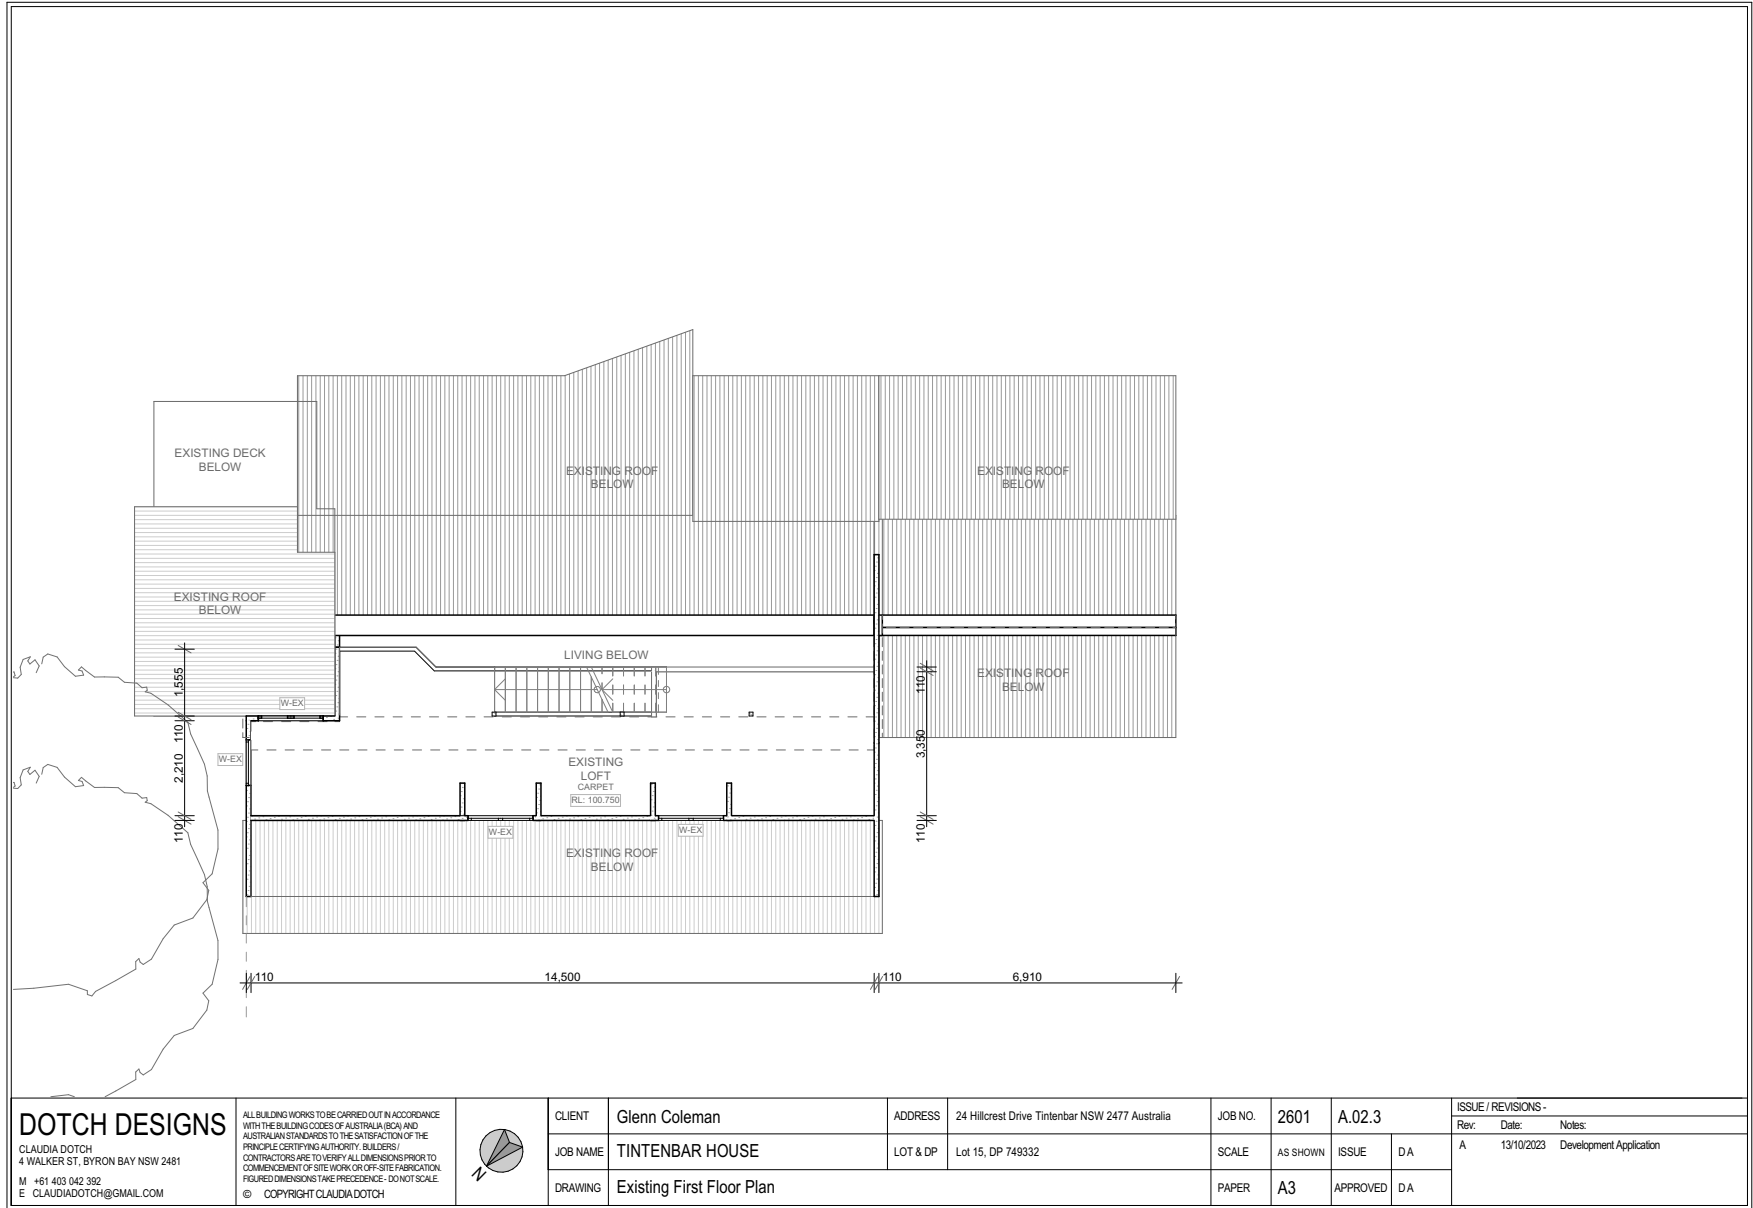 EXISTING DECK
BELOW
EXISTING ROOF
BELOW
EXISTING ROOF
BELOW
EXISTING ROOF
BELOW
LIVING BELOW
EXISTING ROOF
BELOW
1,555
110
W-EX
110
3,350
2,210
W-EX
EXISTING
LOFT
CARPET
RL: 100.750
110
W-EX
W-EX
110
EXISTING ROOF
BELOW
110
14,500
110
6,910
DOTCH DESIGNS
CLAUDIA DOTCH
4 WALKER ST, BYRON BAY NSW 2481
M +61 403 042 392
E CLAUDIADOTCH@GMAIL.COM
ALL BUILDING WORKS TO BE CARRIED OUT IN ACCORDANCE
WITH THE BUILDING CODES OF AUSTRALIA (BCA) AND
AUSTRALIAN STANDARDS TO THE SATISFACTION OF THE
PRINCIPLE CERTIFYING AUTHORITY. BUILDERS /
CONTRACTORS ARE TO VERIFY ALL DIMENSIONS PRIOR TO
COMMENCEMENT OF SITE WORK OR OFF-SITE FABRICATION.
FIGURED DIMENSIONS TAKE PRECEDENCE - DO NOT SCALE.
© COPYRIGHT CLAUDIA DOTCH
N
CLIENT Glenn Coleman
JOB NAME TINTENBAR HOUSE
DRAWING Existing First Floor Plan
ADDRESS 24 Hillcrest Drive Tintenbar NSW 2477 Australia
LOT & DP Lot 15, DP 749332
JOB NO. 2601 A.02.3
SCALE AS SHOWN ISSUE DA
PAPER A3 APPROVED DA
ISSUE / REVISIONS -
Rev: Date: Notes:
A 13/10/2023 Development Application